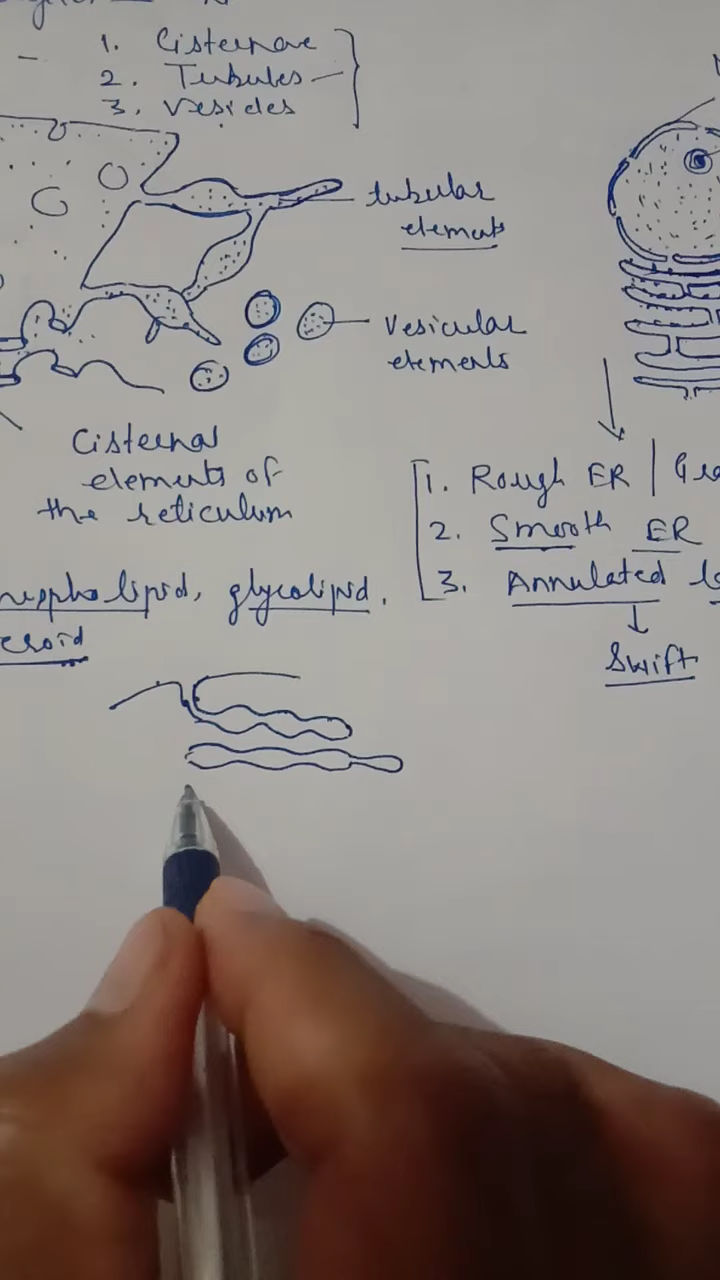 1. Cisternae
2. Tubules
3. Vesicles
tubular
elements
Vesicular
elements
Cisternal
elements of
the reticulum
1. Rough ER |
2. Smooth ER
3. Annulated
Swift
glycolipid,